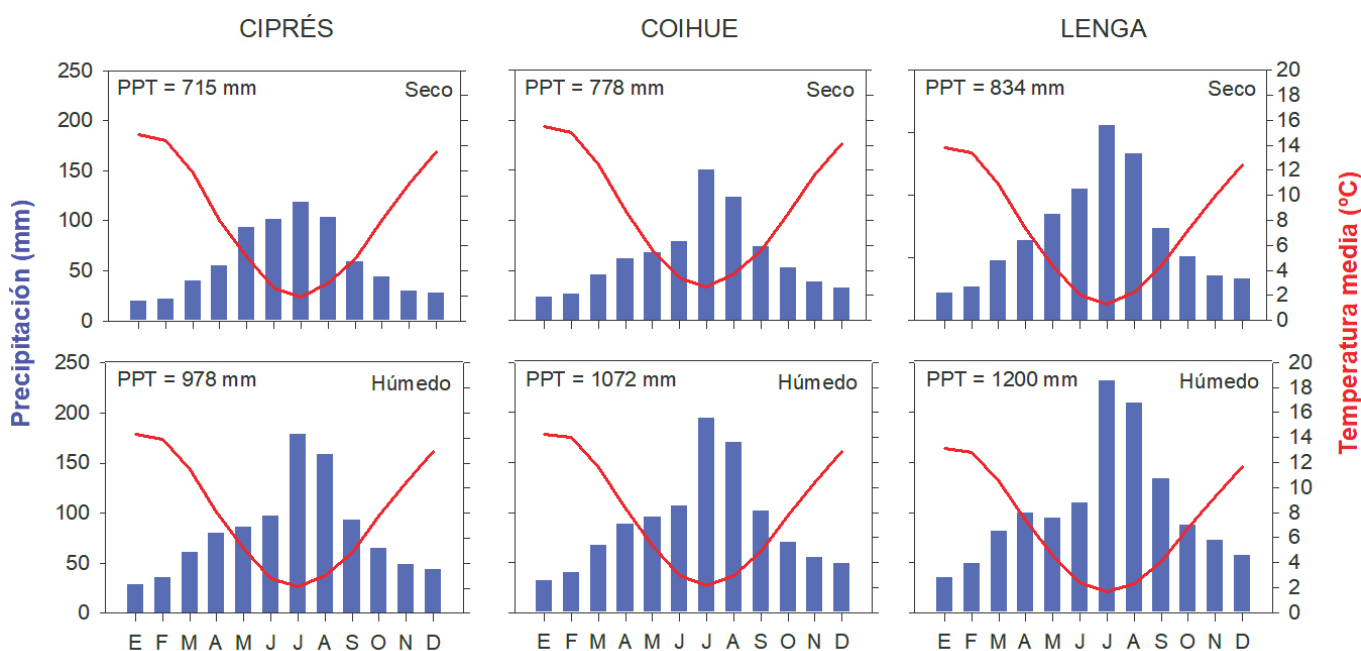 CIPRÉS
COIHUE
LENGA
Precipitación (mm)
250
200
150
100
50
0
PPT = 715 mm
Seco
PPT = 778 mm
Seco
PPT = 834 mm
Seco
20
18
16
14
12
10
8
6
4
2
0
250
200
150
100
50
0
PPT = 978 mm
Húmedo
PPT = 1072 mm
Húmedo
PPT = 1200 mm
Húmedo
20
18
16
14
12
10
8
6
4
2
0
Temperatura media (ºC)
E F M A M J J A S O N D
E F M A M J J A S O N D
E F M A M J J A S O N D